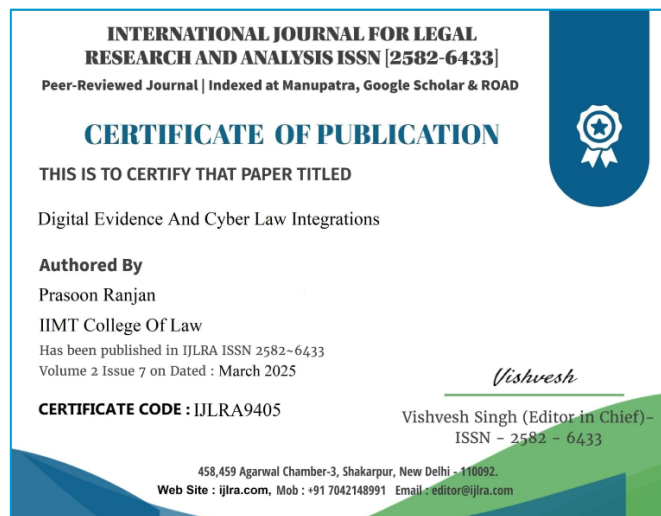 INTERNATIONAL JOURNAL FOR LEGAL
RESEARCH AND ANALYSIS ISSN [2582-6433]
Peer-Reviewed Journal | Indexed at Manupatra, Google Scholar & ROAD
CERTIFICATE OF PUBLICATION
THIS IS TO CERTIFY THAT PAPER TITLED
Digital Evidence And Cyber Law Integrations
Authored By
Prasoon Ranjan
IIMT College Of Law
Has been published in IJLRA ISSN 2582~6433
Volume 2 Issue 7 on Dated : March 2025
CERTIFICATE CODE : IJLRA9405
Vishvesh
Vishvesh Singh (Editor in Chief)-
ISSN - 2582 - 6433
458,459 Agarwal Chamber-3, Shakarpur, New Delhi - 110092.
Web Site : ijlra.com, Mob : +91 7042148991 Email : editor@ijlra.com